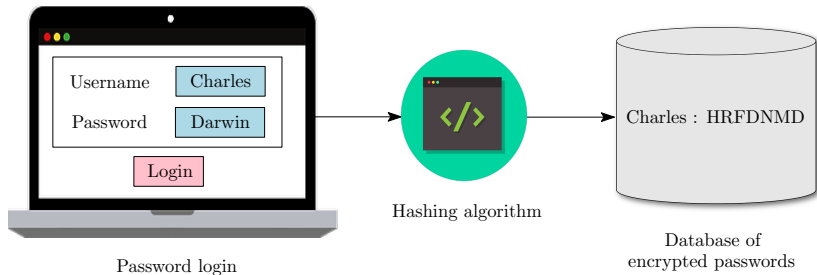 Username Charles
Password Darwin
Login
Password login
</>
Hashing algorithm
Charles : HRFDNMD
Database of
encrypted passwords